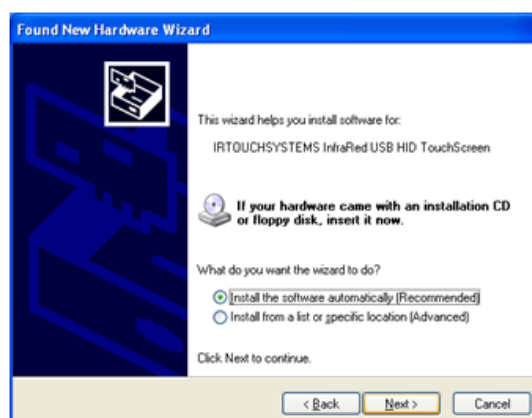 Found New Hardware Wizard
This wizard helps you install software for:
IRTOUCHSYSTEMS InfraRed USB HID TouchScreen
If your hardware came with an installation CD
or floppy disk, insert it now.
What do you want the wizard to do?
Install the software automatically (Recommended)
Install from a list or specific location (Advanced)
Click Next to continue.
< Back Next > Cancel